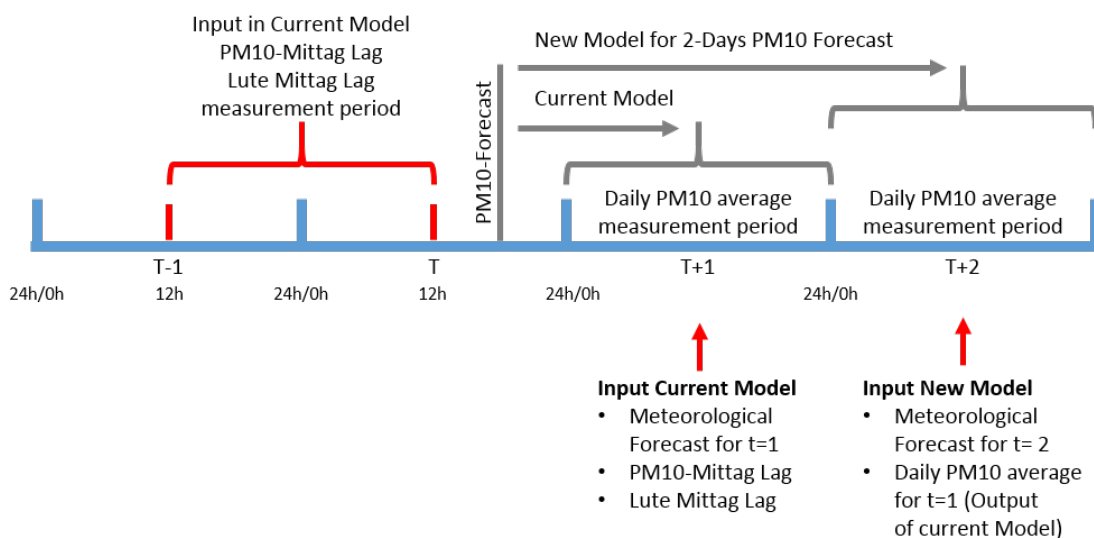 Input in Current Model
PM10-Mittag Lag
Lute Mittag Lag
measurement period
PM10-Forecast
New Model for 2-Days PM10 Forecast
Current Model
Daily PM10 average
measurement period
Daily PM10 average
measurement period
T-1
T
T+1
T+2
24h/0h
12h
24h/0h
12h
24h/0h
24h/0h
Input Current Model
• Meteorological
Forecast for t=1
• PM10-Mittag Lag
• Lute Mittag Lag
Input New Model
• Meteorological
Forecast for t= 2
• Daily PM10 average
for t=1 (Output
of current Model)